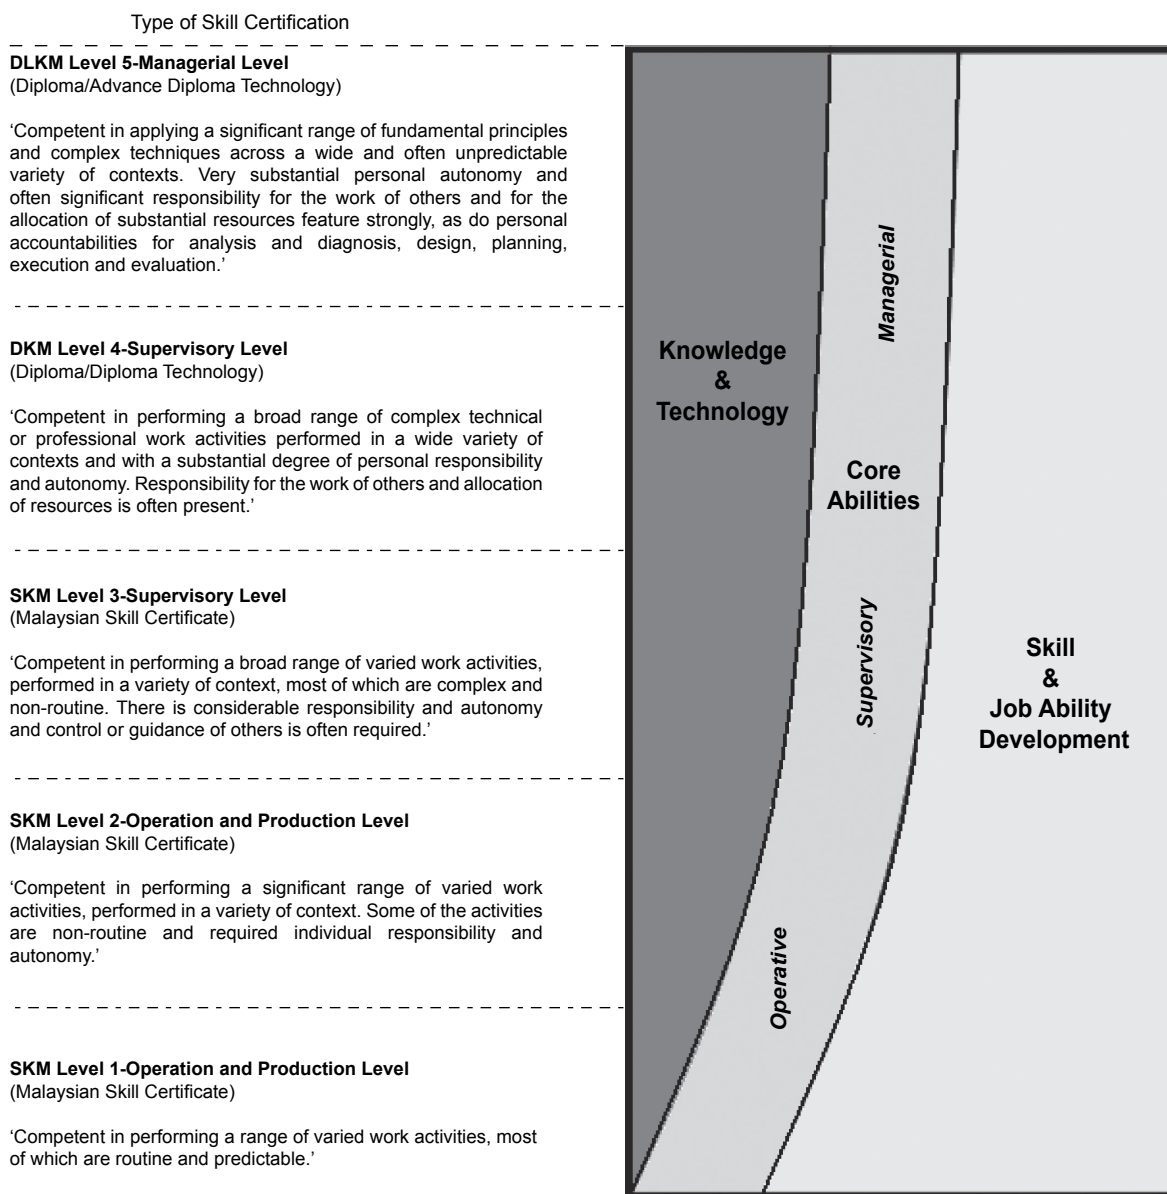 Type of Skill Certification
DLKM Level 5-Managerial Level
(Diploma/Advance Diploma Technology)
‘Competent in applying a significant range of fundamental principles
and complex techniques across a wide and often unpredictable
variety of contexts. Very substantial personal autonomy and
often significant responsibility for the work of others and for the
allocation of substantial resources feature strongly, as do personal
accountabilities for analysis and diagnosis, design, planning,
execution and evaluation.’
DKM Level 4-Supervisory Level
(Diploma/Diploma Technology)
‘Competent in performing a broad range of complex technical
or professional work activities performed in a wide variety of
contexts and with a substantial degree of personal responsibility
and autonomy. Responsibility for the work of others and allocation
of resources is often present.’
SKM Level 3-Supervisory Level
(Malaysian Skill Certificate)
‘Competent in performing a broad range of varied work activities,
performed in a variety of context, most of which are complex and
non-routine. There is considerable responsibility and autonomy
and control or guidance of others is often required.’
SKM Level 2-Operation and Production Level
(Malaysian Skill Certificate)
‘Competent in performing a significant range of varied work
activities, performed in a variety of context. Some of the activities
are non-routine and required individual responsibility and
autonomy.’
SKM Level 1-Operation and Production Level
(Malaysian Skill Certificate)
‘Competent in performing a range of varied work activities, most
of which are routine and predictable.’
Knowledge
&
Technology
Managerial
Core
Abilities
Supervisory
Operative
Skill
&
Job Ability
Development